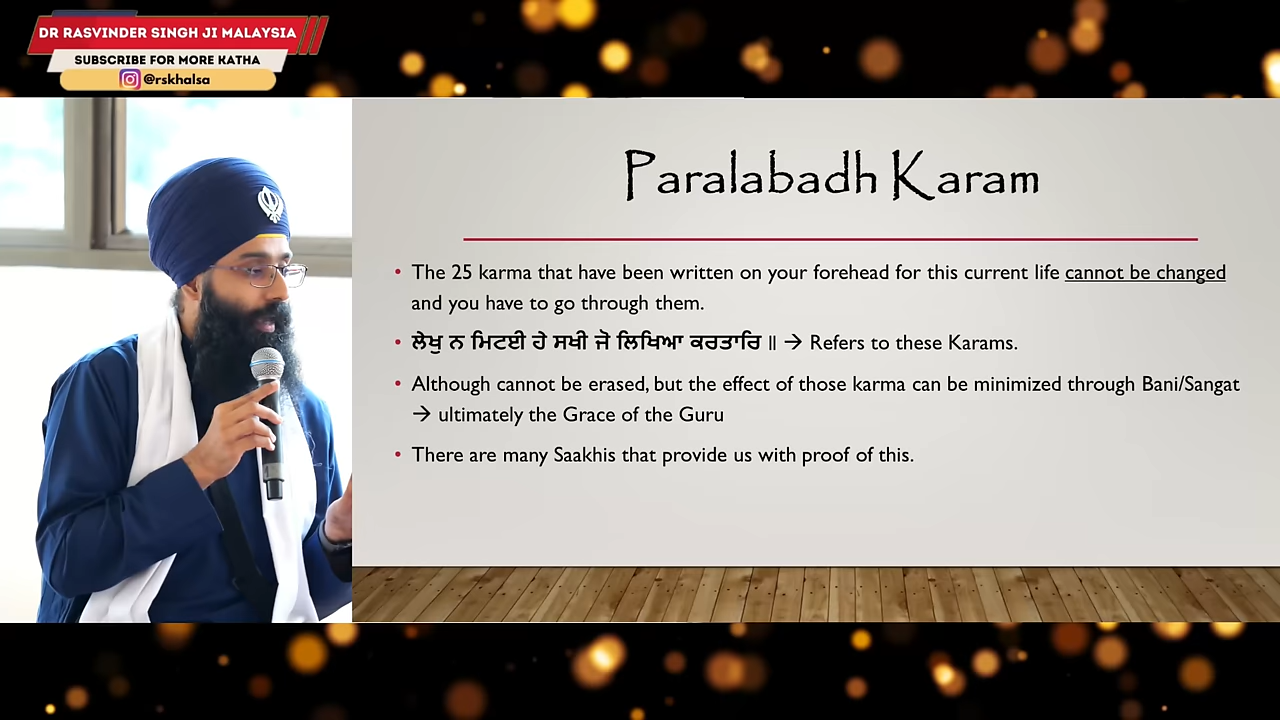 DR RASVINDER SINGH JI MALAYSIA
SUBSCRIBE FOR MORE KATHA
@rskhalsa
Paralabadh Karam
• The 25 karma that have been written on your forehead for this current life cannot be changed
and you have to go through them.
• ਲੇਖੁ ਨ ਮਿਟਈ ਹੇ ਸਖੀ ਜੋ ਲਿਖਿਆ ਕਰਤਾਰਿ ॥ → Refers to these Karams.
• Although cannot be erased, but the effect of those karma can be minimized through Bani/Sangat
→ ultimately the Grace of the Guru
• There are many Saakhis that provide us with proof of this.